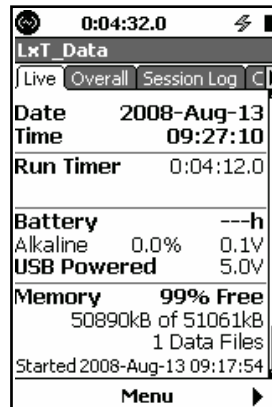 0:04:32.0
LxT_Data
Live Overall Session Log C
Date 2008-Aug-13
Time 09:27:10
Run Timer 0:04:12.0
Battery ---h
Alkaline 0.0% 0.1V
USB Powered 5.0V
Memory 99% Free
50890kB of 51061kB
1 Data Files
Started 2008-Aug-13 09:17:54
Menu